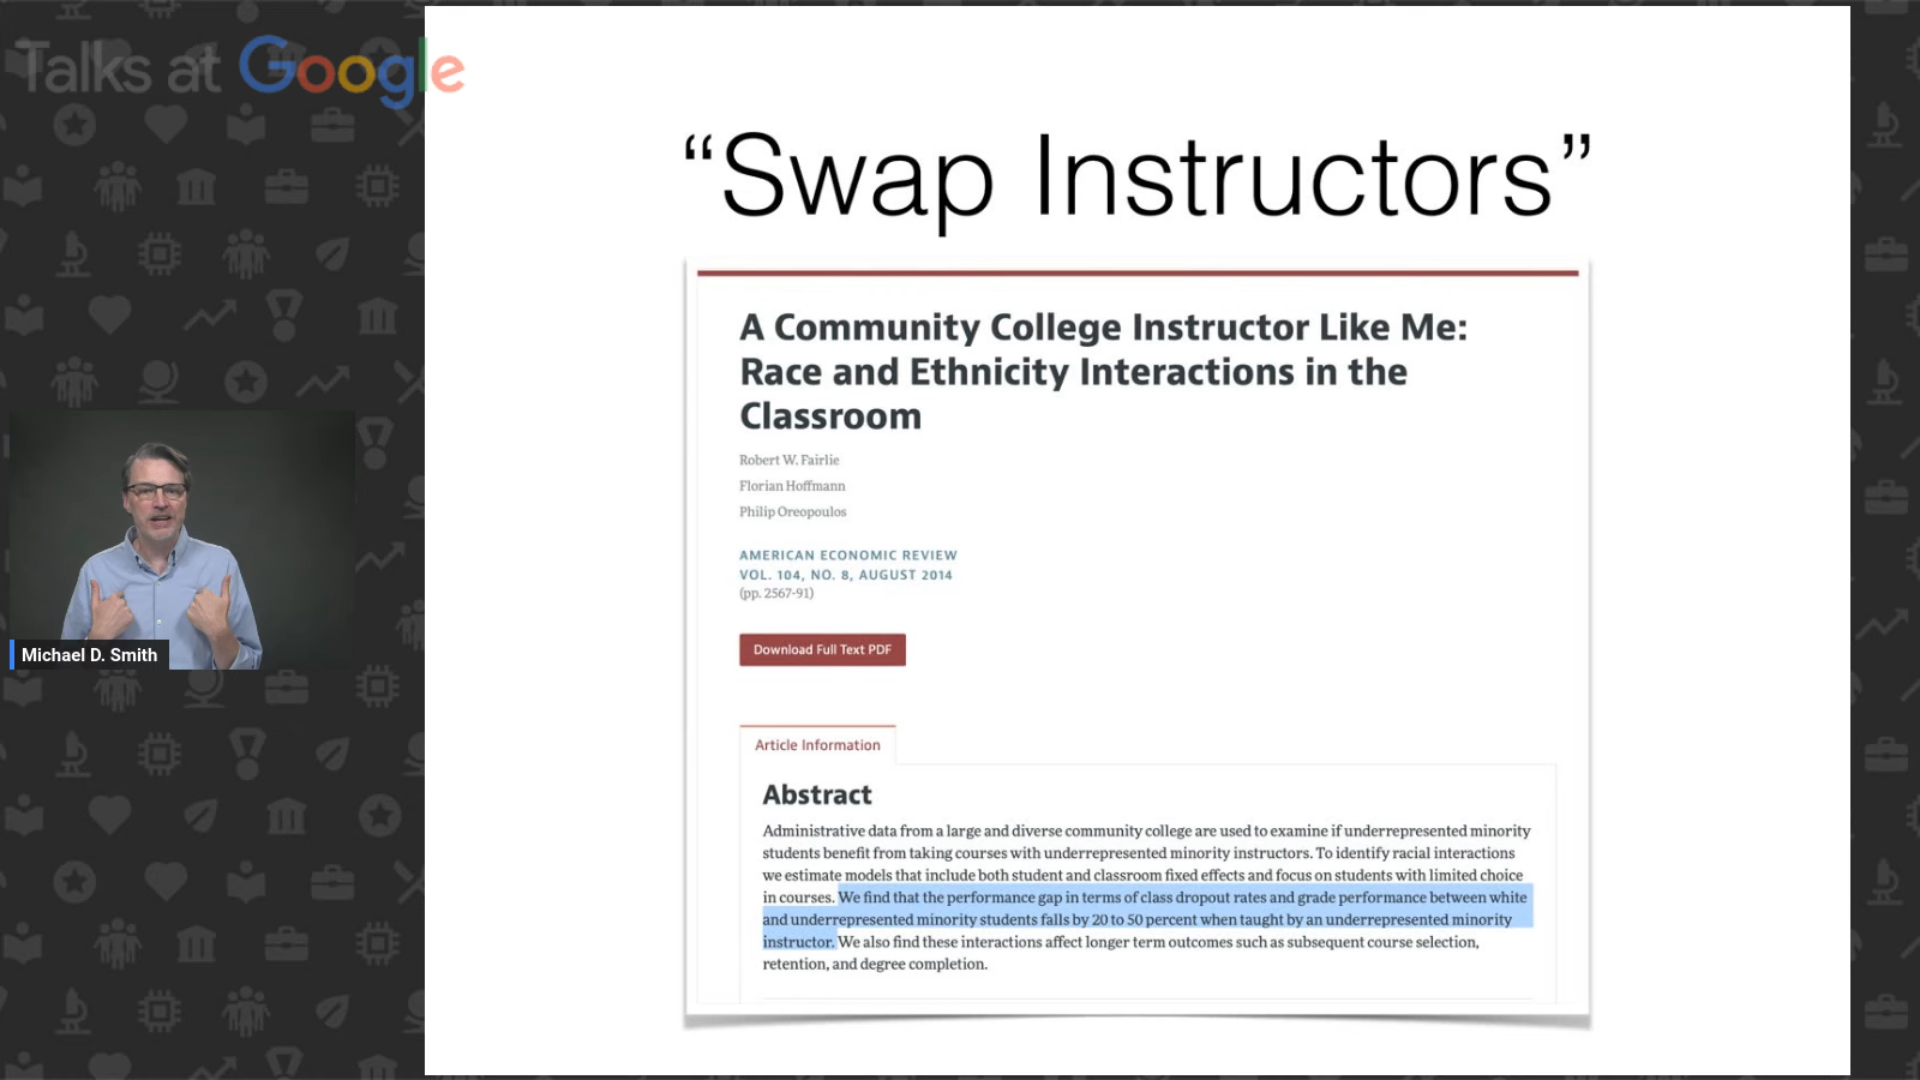 Talks at Google
“Swap Instructors”
A Community College Instructor Like Me:
Race and Ethnicity Interactions in the
Classroom
Robert W. Fairlie
Florian Hoffmann
Philip Oreopoulos
AMERICAN ECONOMIC REVIEW
VOL. 104, NO. 8, AUGUST 2014
(pp. 2567-91)
Download Full Text PDF
Article Information
Abstract
Administrative data from a large and diverse community college are used to examine if underrepresented minority
students benefit from taking courses with underrepresented minority instructors. To identify racial interactions
we estimate models that include both student and classroom fixed effects and focus on students with limited choice
in courses. We find that the performance gap in terms of class dropout rates and grade performance between white
and underrepresented minority students falls by 20 to 50 percent when taught by an underrepresented minority
instructor. We also find these interactions affect longer term outcomes such as subsequent course selection,
retention, and degree completion.
Michael D. Smith